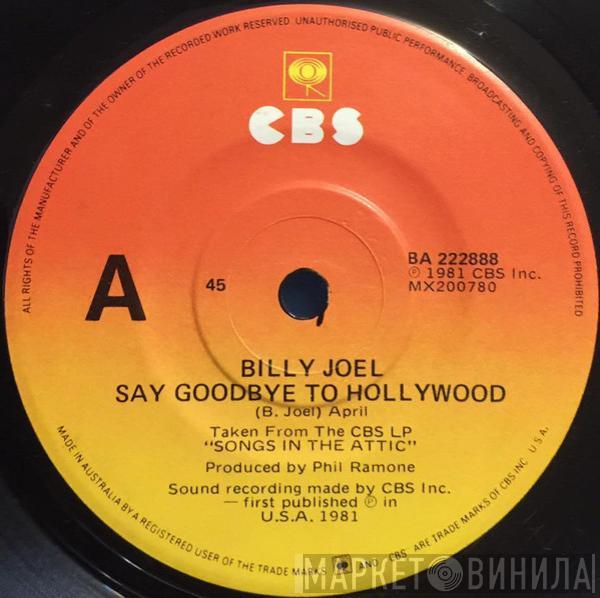 ALL RIGHTS OF THE MANUFACTURER AND OF THE OWNER OF THE RECORDED WORK RESERVED UNAUTHORISED PUBLIC PERFORMANCE, BROADCASTING AND COPYING OF THIS RECORD PROHIBITED
CBS
A
45
BA 222888
℗ 1981 CBS Inc.
MX200780
BILLY JOEL
SAY GOODBYE TO HOLLYWOOD
(B. Joel) April
Taken From The CBS LP
"SONGS IN THE ATTIC"
Produced by Phil Ramone
Sound recording made by CBS Inc.
— first published ℗ in
U.S.A. 1981
MADE IN AUSTRALIA BY A REGISTERED USER OF THE TRADE MARKS AND CBS, ARE TRADE MARKS OF CBS INC. U.S.A.
МАРКЕТ ВИНИЛА